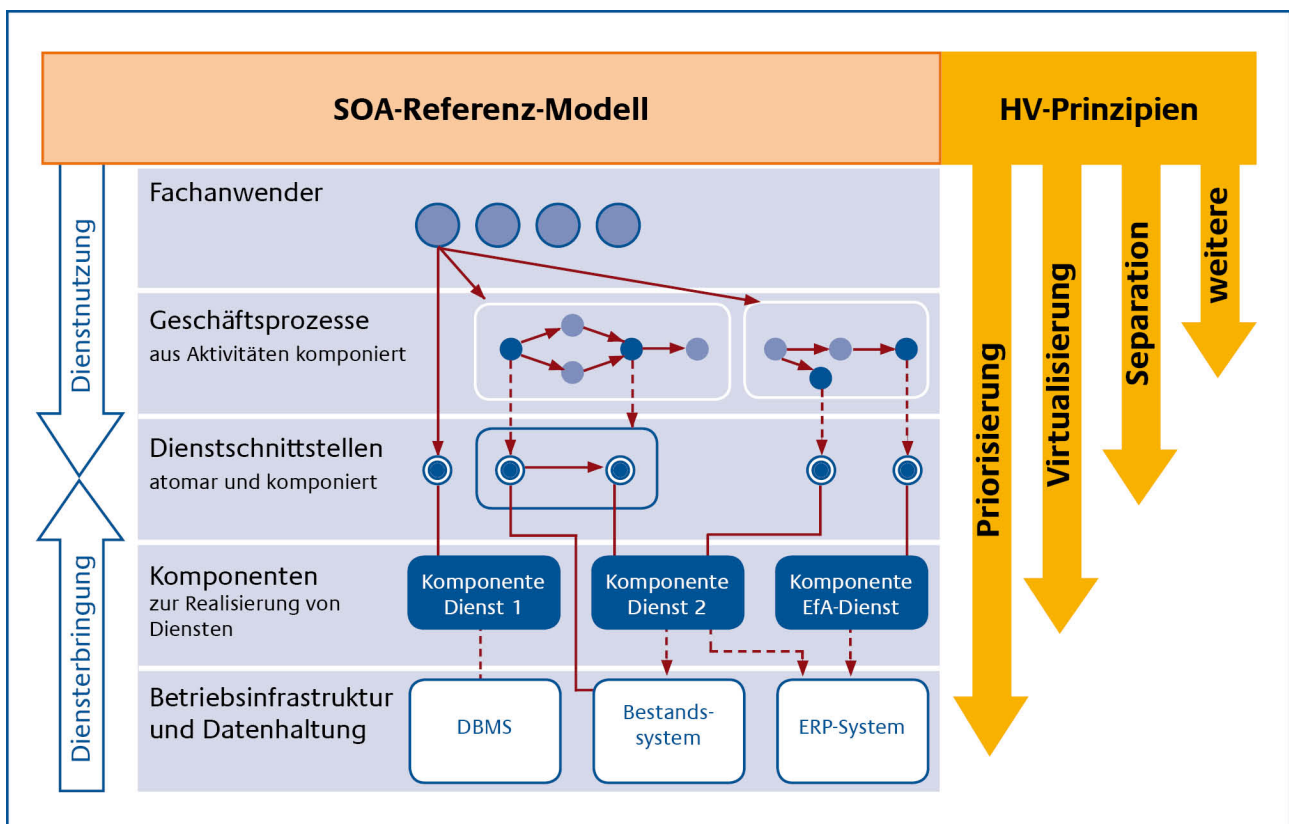 SOA-Referenz-Modell
HV-Prinzipien
Dienstnutzung
Diensterbringung
Fachanwender
Geschäftsprozesse
aus Aktivitäten komponiert
Dienstschnittstellen
atomar und komponiert
Komponenten
zur Realisierung von
Diensten
Komponente
Dienst 1
Komponente
Dienst 2
Komponente
EfA-Dienst
Betriebsinfrastruktur
und Datenhaltung
DBMS
Bestands-
system
ERP-System
Priorisierung
Virtualisierung
Separation
weitere